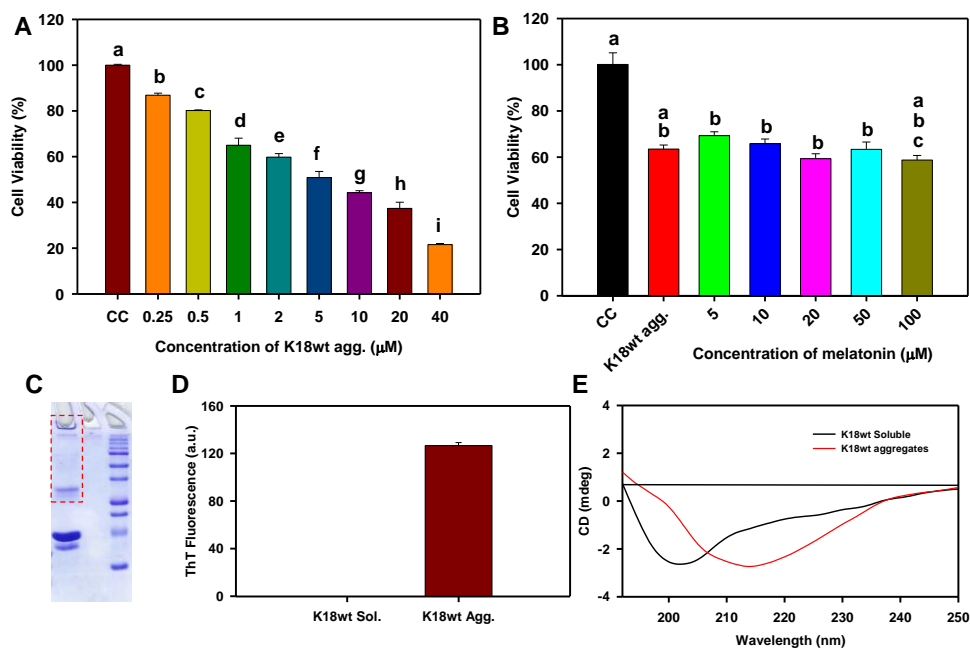 A
Cell Viability (%)
120
100
80
60
40
20
0
a
b
c
d
e
f
g
h
i
CC 0.25 0.5 1 2 5 10 20 40
Concentration of K18wt agg. (μM)
B
Cell Viability (%)
120
100
80
60
40
20
0
a
a
b
b
b
b
b
a
b
c
CC K18wt agg. 5 10 20 50 100
Concentration of melatonin (μM)
C
D
ThT Fluorescence (a.u.)
160
120
80
40
0
K18wt Sol. K18wt Agg.
E
CD (mdeg)
4
0
-2
-4
K18wt Soluble
K18wt aggregates
200 210 220 230 240 250
Wavelength (nm)